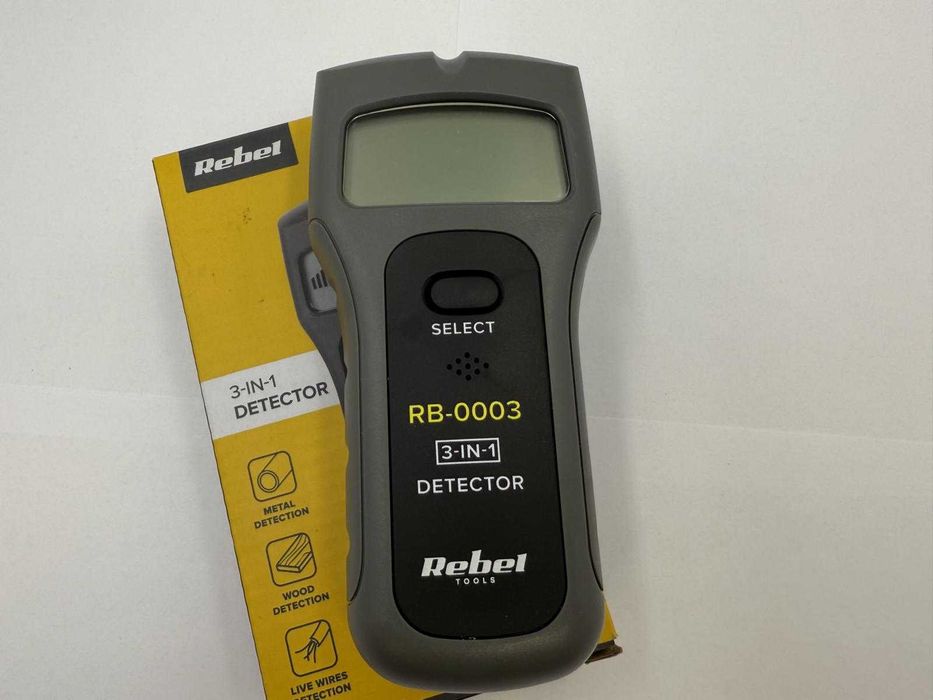 Rebel
3-IN-1
DETECTOR
METAL
DETECTION
WOOD
DETECTION
LIVE WIRES
DETECTION
SELECT
RB-0003
3-IN-1
DETECTOR
Rebel
TOOLS